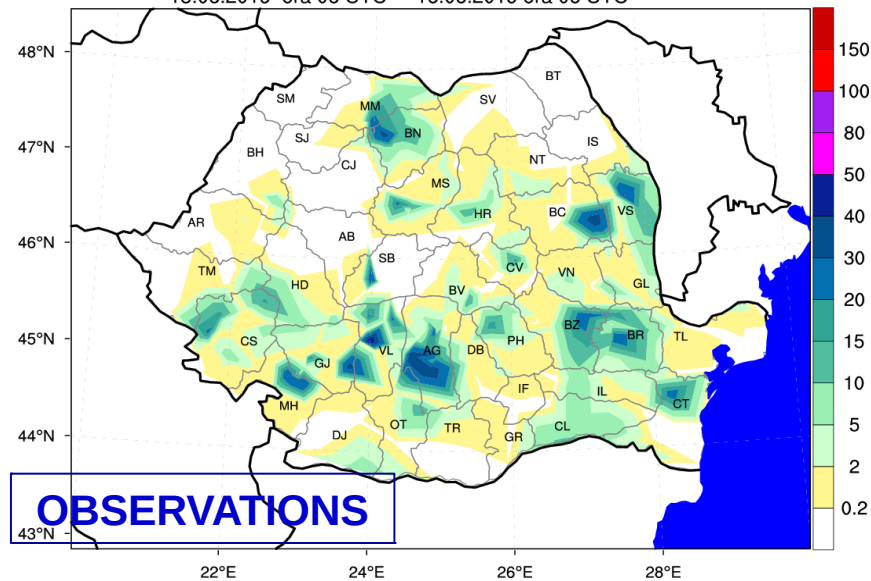 48°N
47°N
46°N
45°N
44°N
43°N
22°E
24°E
26°E
28°E
150
100
80
50
50
40
30
20
15
10
5
2
0.2
BT
SM
SV
MM
BN
SJ
IS
BH
CJ
NT
MS
HR
BC
VS
AR
AB
SB
CV
TM
VN
HD
BV
GL
CS
BZ
BR
TL
VL
AG
DB
PH
GJ
IF
IL
CT
MH
OT
TR
CL
DJ
GR
OBSERVATIONS